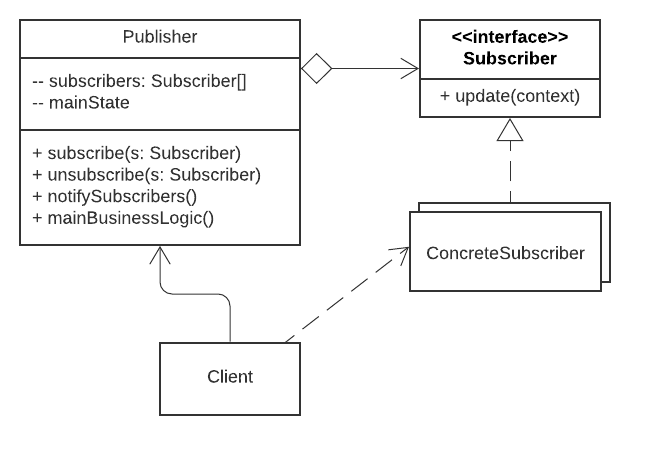 Publisher
-- subscribers: Subscriber[]
-- mainState
+ subscribe(s: Subscriber)
+ unsubscribe(s: Subscriber)
+ notifySubscribers()
+ mainBusinessLogic()
<<interface>>
Subscriber
+ update(context)
ConcreteSubscriber
Client